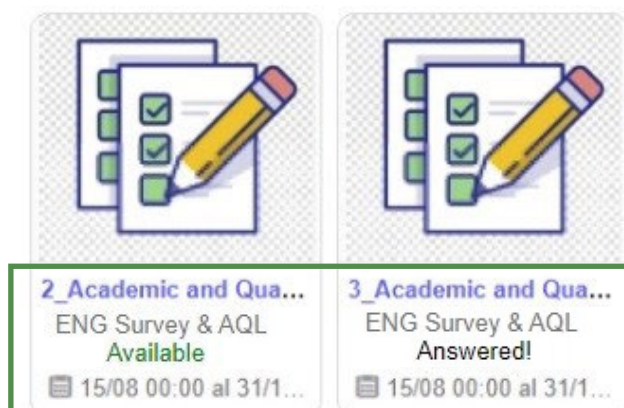 2_Academic and Qua...
ENG Survey & AQL
Available
15/08 00:00 al 31/1...
3_Academic and Qua...
ENG Survey & AQL
Answered!
15/08 00:00 al 31/1...